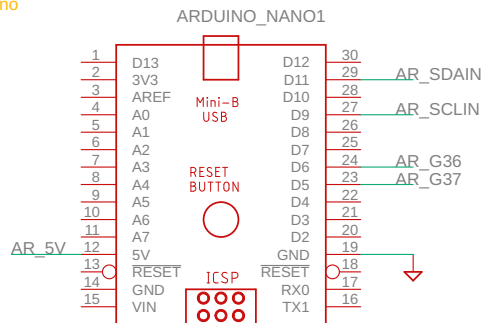 no
ARDUINO_NANO1
1 D13 D12 30
2 3V3 D11 29 AR_SDAIN
3 AREF D10 28
4 A0 D9 27 AR_SCLIN
5 A1 D8 26
6 A2 D7 25
7 A3 D6 24 AR_G36
8 A4 D5 23 AR_G37
9 A5 D4 22
10 A6 D3 21
11 A7 D2 20
AR_5V 12 5V GND 19
13 RESET RESET 18
14 GND RX0 17
15 VIN TX1 16
Mini-B
USB
RESET
BUTTON
ICSP